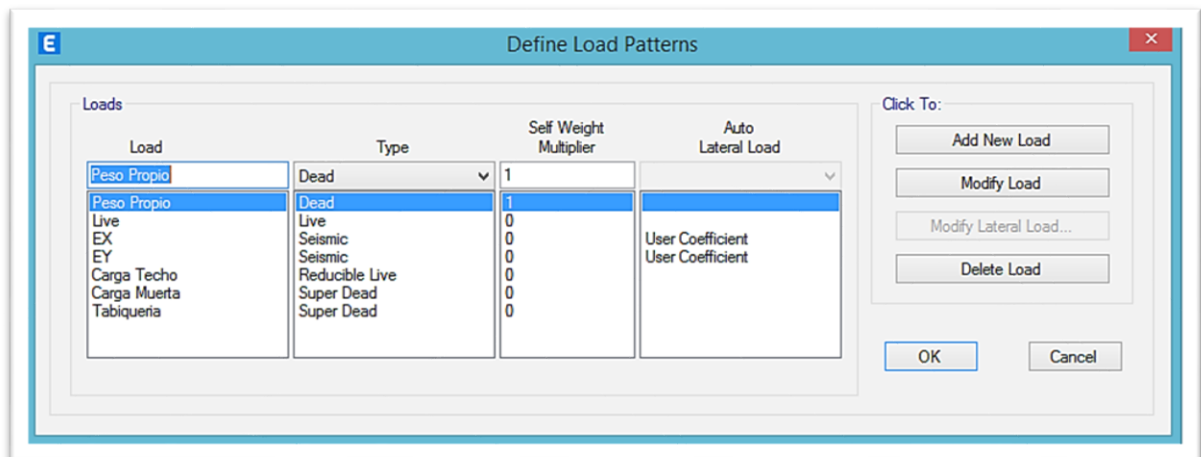 E
Define Load Patterns
Loads
Load Type Self Weight Multiplier Auto Lateral Load
Peso Propio Dead 1
Peso Propio Dead 1
Live Live 0
EX Seismic 0 User Coefficient
EY Seismic 0 User Coefficient
Carga Techo Reducible Live 0
Carga Muerta Super Dead 0
Tabiqueria Super Dead 0
Click To:
Add New Load
Modify Load
Modify Lateral Load...
Delete Load
OK Cancel